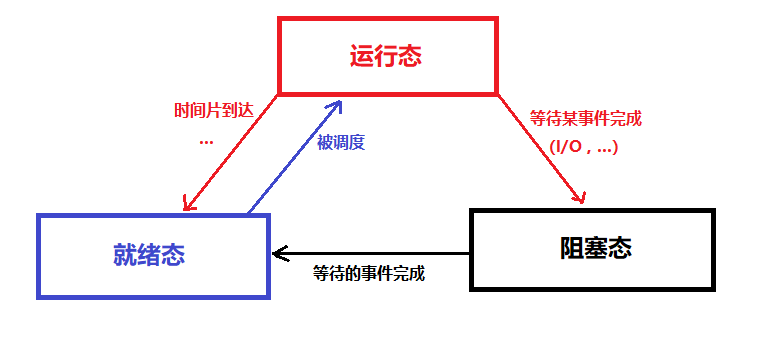 运行态
时间片到达
...
被调度
等待某事件完成
(I/O , ...)
就绪态
阻塞态
等待的事件完成